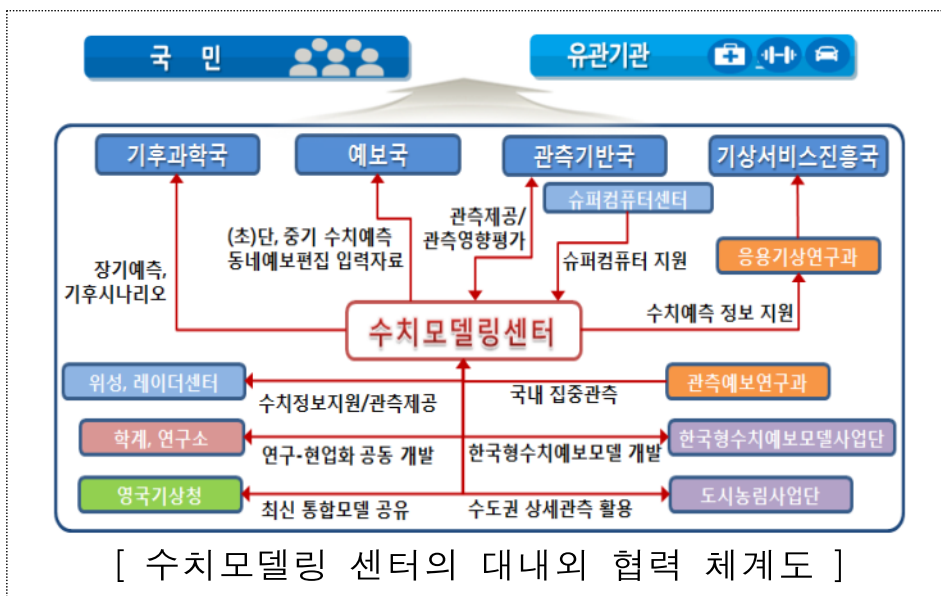 국 민
유관기관
기후과학국
예보국
관측기반국
기상서비스진흥국
슈퍼컴퓨터센터
(초)단, 중기 수치예측
동네예보편집 입력자료
관측제공/
관측영향평가
슈퍼컴퓨터 지원
응용기상연구과
장기예측,
기후시나리오
수치예측 정보 지원
수치모델링센터
위성, 레이더센터
수치정보지원/관측제공
국내 집중관측
관측예보연구과
학계, 연구소
연구-현업화 공동 개발
한국형수치예보모델 개발
한국형수치예보모델사업단
영국기상청
최신 통합모델 공유
수도권 상세관측 활용
도시농림사업단
[ 수치모델링 센터의 대내외 협력 체계도 ]